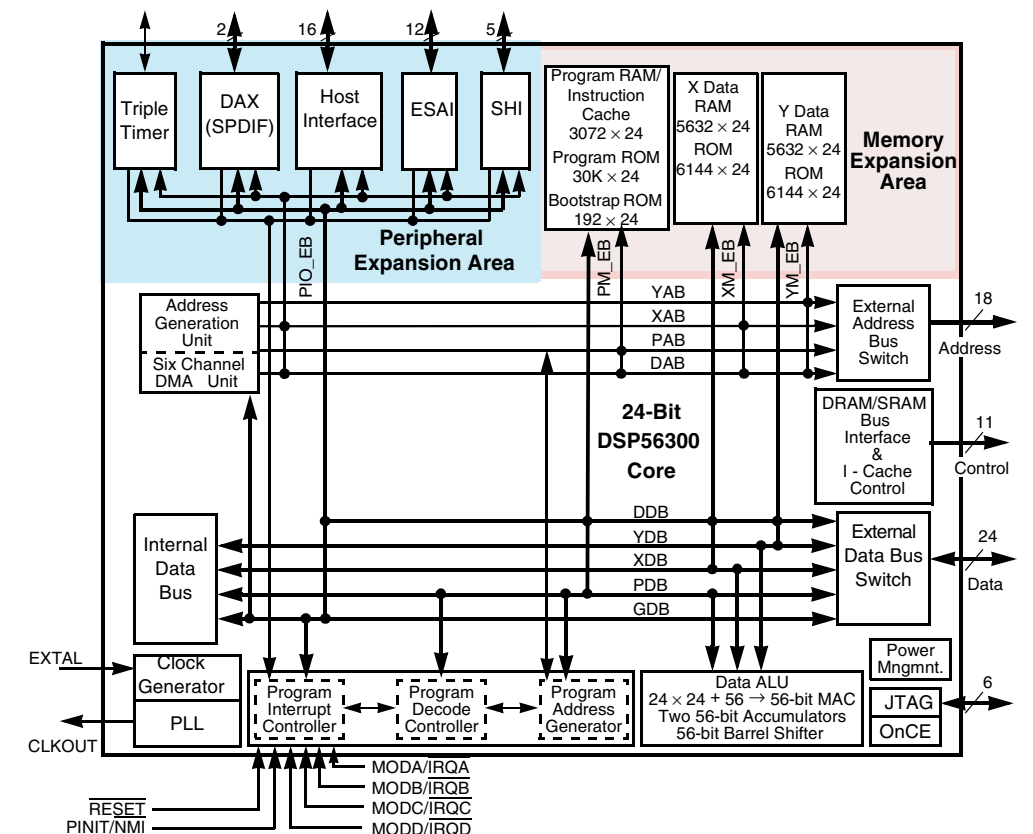 2
16
12
5
Triple
Timer
DAX
(SPDIF)
Host
Interface
ESAI
SHI
Program RAM/
Instruction
Cache
3072 × 24
Program ROM
30K × 24
Bootstrap ROM
192 × 24
X Data
RAM
5632 × 24
ROM
6144 × 24
Y Data
RAM
5632 × 24
ROM
6144 × 24
Memory
Expansion
Area
Peripheral
Expansion Area
PIO_EB
PM_EB
XM_EB
YM_EB
Address
Generation
Unit
Six Channel
DMA Unit
YAB
XAB
PAB
DAB
External
Address
Bus
Switch
18
Address
24-Bit
DSP56300
Core
DRAM/SRAM
Bus
Interface
&
I - Cache
Control
11
Control
Internal
Data
Bus
DDB
YDB
XDB
PDB
GDB
External
Data Bus
Switch
24
Data
EXTAL
Clock
Generator
PLL
CLKOUT
Program
Interrupt
Controller
Program
Decode
Controller
Program
Address
Generator
Data ALU
24 × 24 + 56 → 56-bit MAC
Two 56-bit Accumulators
56-bit Barrel Shifter
Power
Mngmnt.
JTAG
OnCE
6
MODA/IRQA
MODB/IRQB
MODC/IRQC
MODD/IRQD
RESET
PINIT/NMI